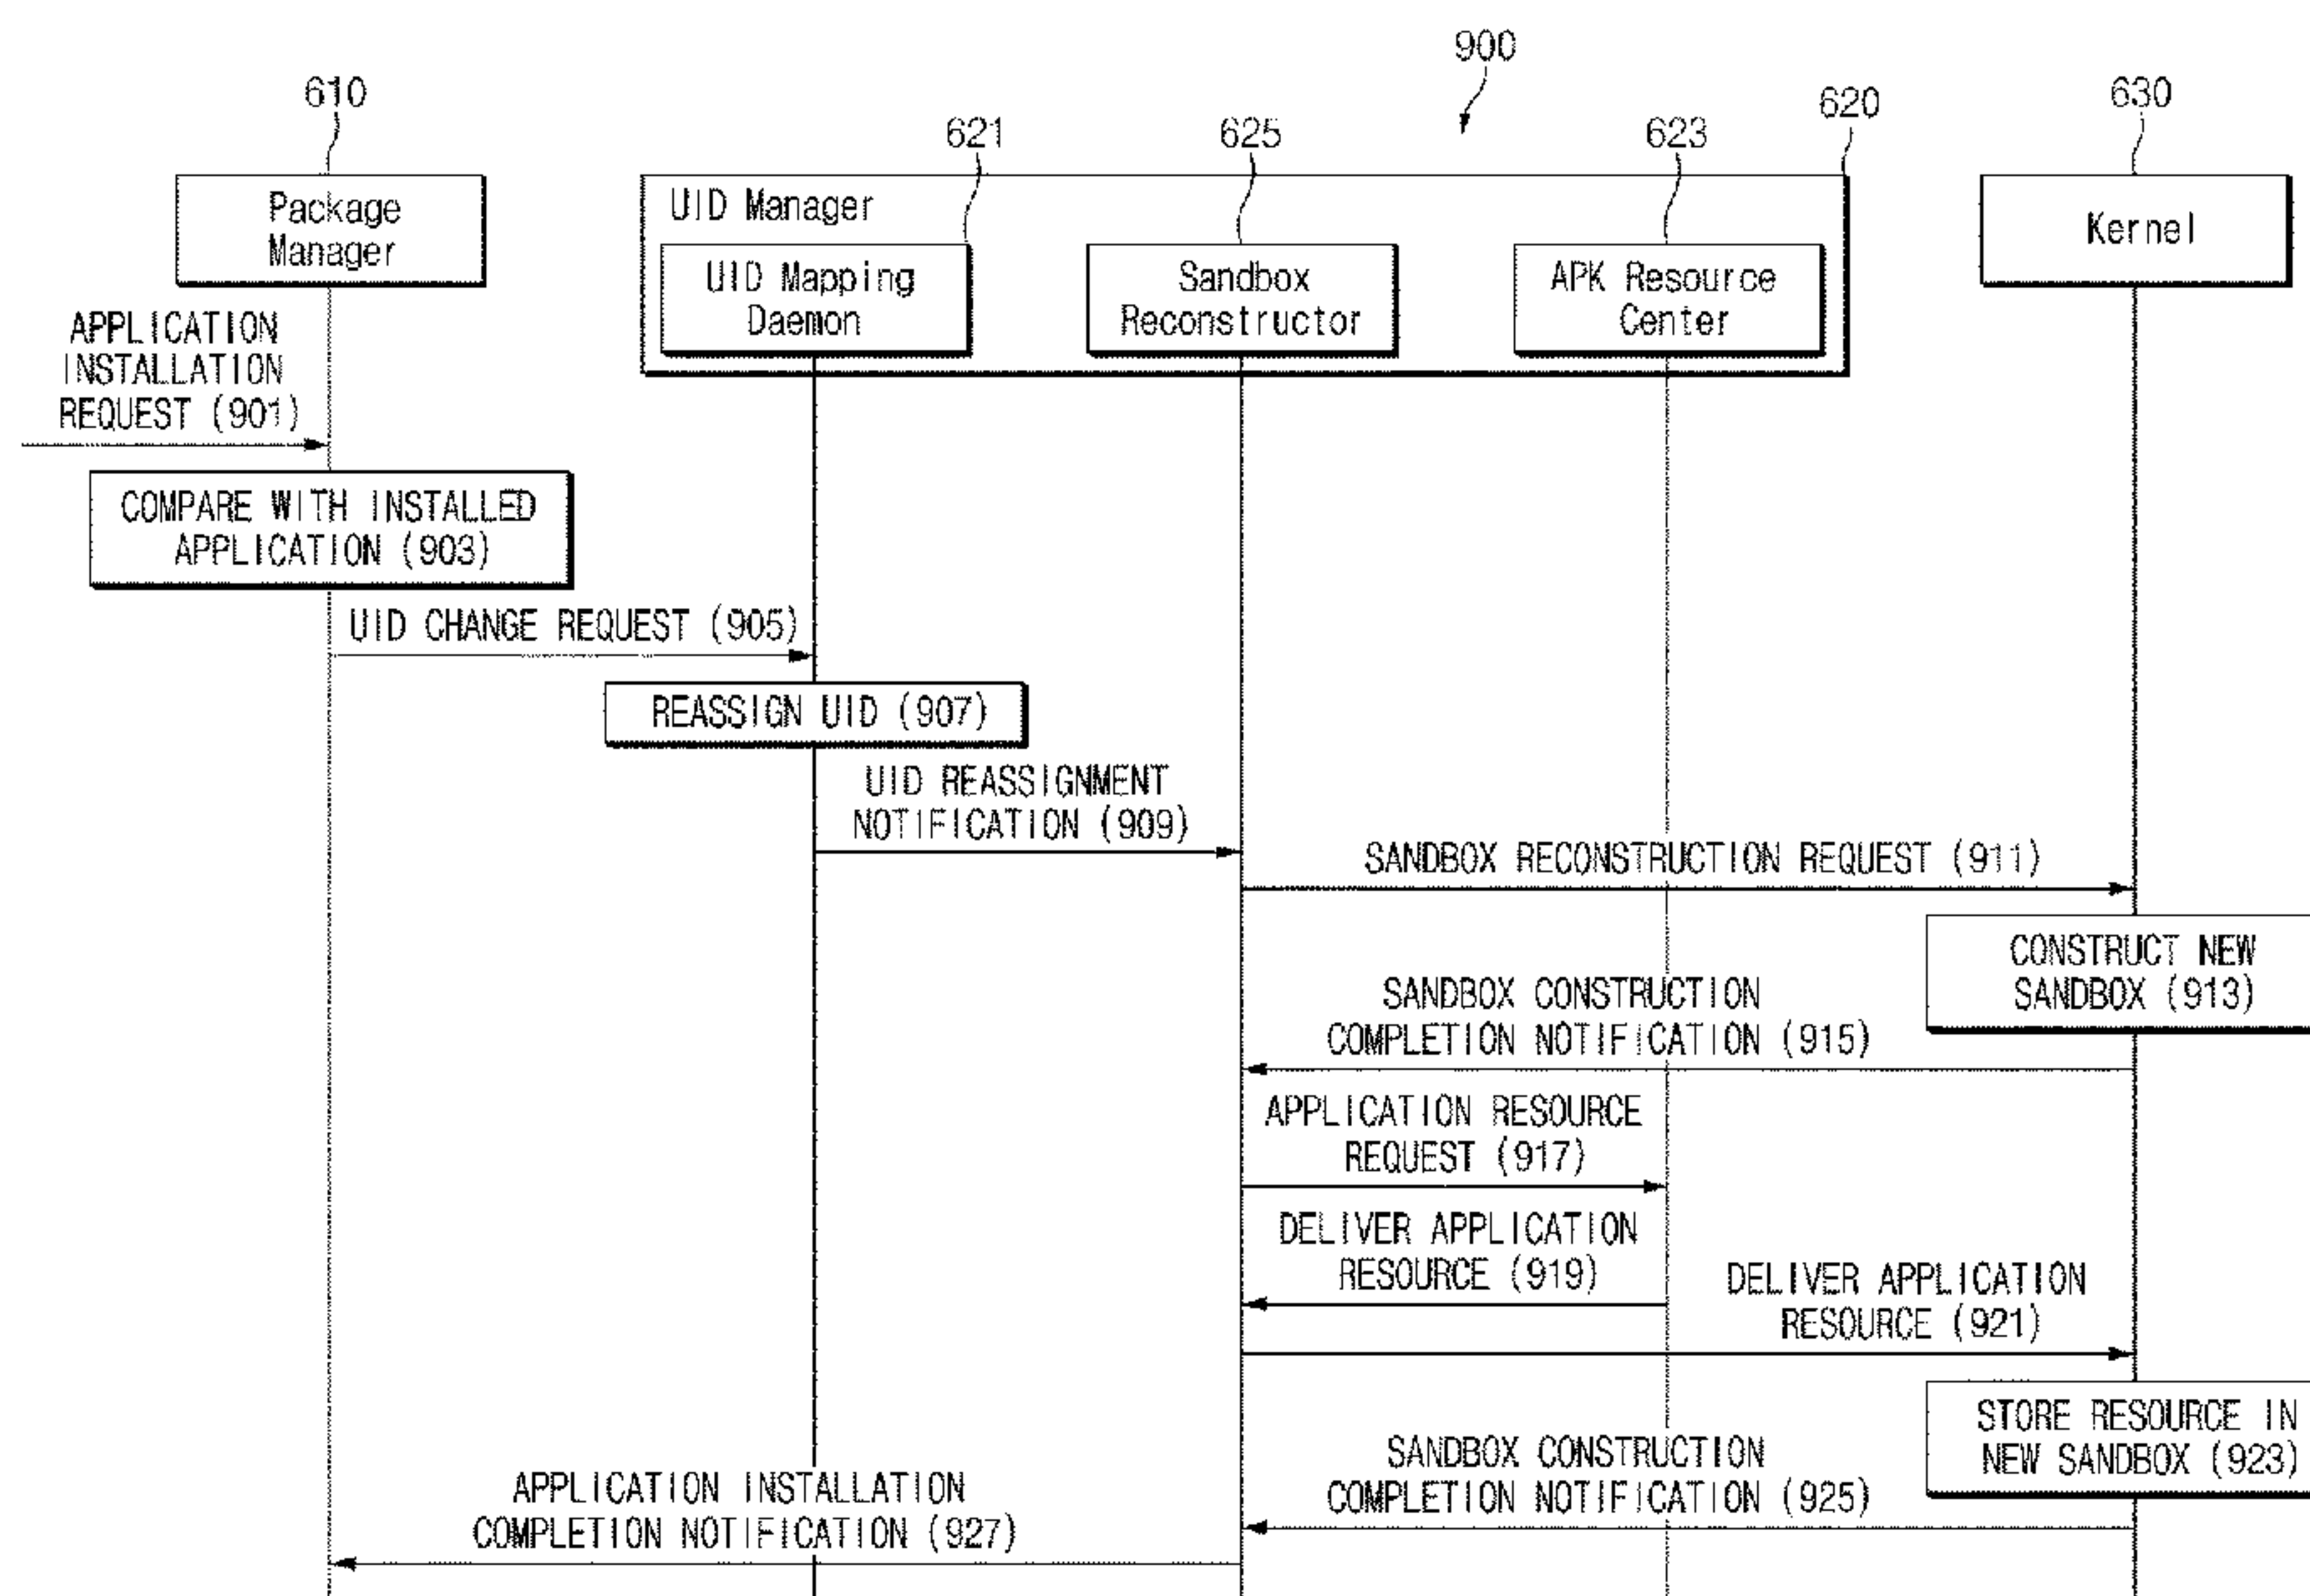 900
610
621
625
623
620
630
Package
Manager
UID Manager
UID Mapping
Daemon
Sandbox
Reconstructor
APK Resource
Center
Kernel
APPLICATION
INSTALLATION
REQUEST (901)
COMPARE WITH INSTALLED
APPLICATION (903)
UID CHANGE REQUEST (905)
REASSIGN UID (907)
UID REASSIGNMENT
NOTIFICATION (909)
SANDBOX RECONSTRUCTION REQUEST (911)
CONSTRUCT NEW
SANDBOX (913)
SANDBOX CONSTRUCTION
COMPLETION NOTIFICATION (915)
APPLICATION RESOURCE
REQUEST (917)
DELIVER APPLICATION
RESOURCE (919)
DELIVER APPLICATION
RESOURCE (921)
STORE RESOURCE IN
NEW SANDBOX (923)
SANDBOX CONSTRUCTION
COMPLETION NOTIFICATION (925)
APPLICATION INSTALLATION
COMPLETION NOTIFICATION (927)